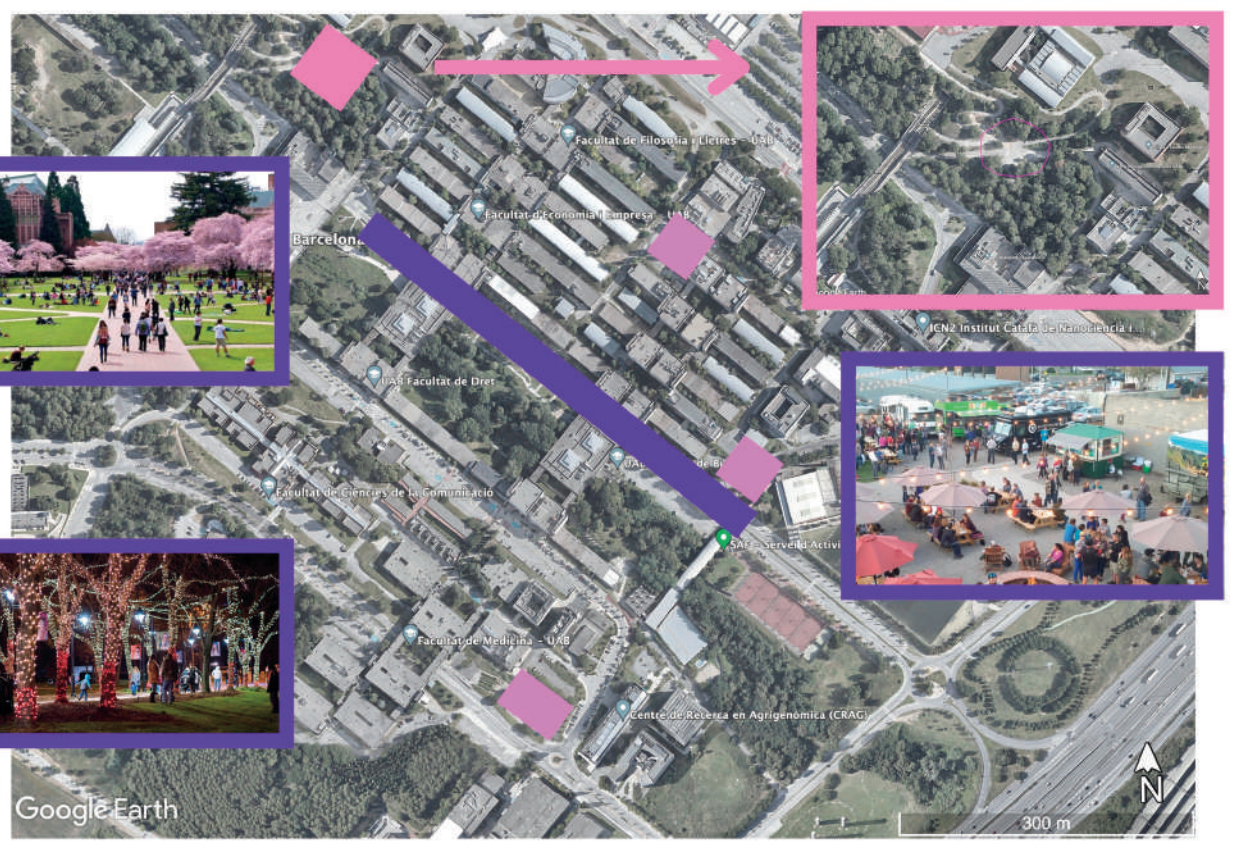 Facultat de Filosofia i Lletres - UAB
Facultat d'Economia i Empresa - UAB
Barcelona
ICN2 Institut Català de Nanociència i...
UAB Facultat de Dret
Facultat de Ciències de la Comunicació
SAF - Servei d'Activi
Facultat de Medicina - UAB
Centre de Recerca en Agrigenòmica (CRAG)
Google Earth
N
300 m